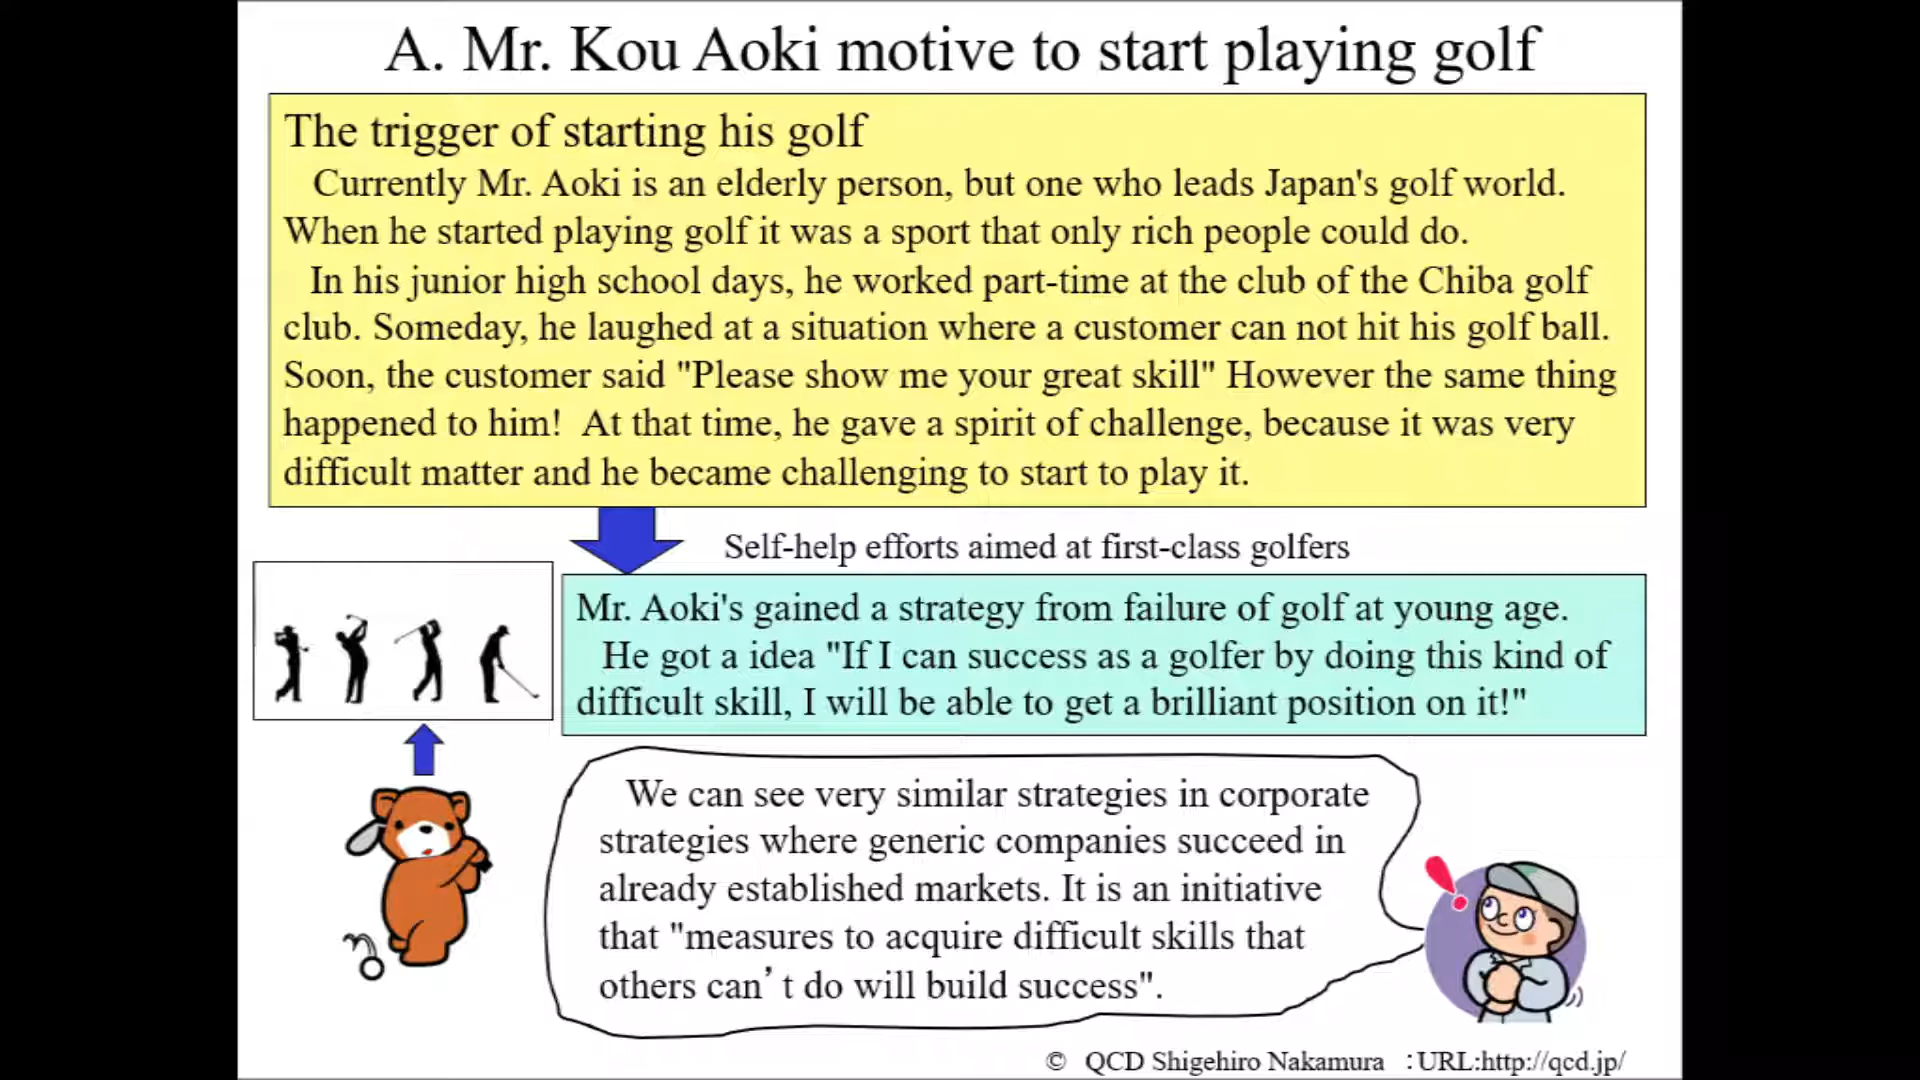 A. Mr. Kou Aoki motive to start playing golf
The trigger of starting his golf
Currently Mr. Aoki is an elderly person, but one who leads Japan's golf world.
When he started playing golf it was a sport that only rich people could do.
In his junior high school days, he worked part-time at the club of the Chiba golf
club. Someday, he laughed at a situation where a customer can not hit his golf ball.
Soon, the customer said "Please show me your great skill" However the same thing
happened to him!  At that time, he gave a spirit of challenge, because it was very
difficult matter and he became challenging to start to play it.
Self-help efforts aimed at first-class golfers
Mr. Aoki's gained a strategy from failure of golf at young age.
He got a idea "If I can success as a golfer by doing this kind of
difficult skill, I will be able to get a brilliant position on it!"
We can see very similar strategies in corporate
strategies where generic companies succeed in
already established markets. It is an initiative
that "measures to acquire difficult skills that
others can’t do will build success".
© QCD Shigehiro Nakamura ：URL:http://qcd.jp/